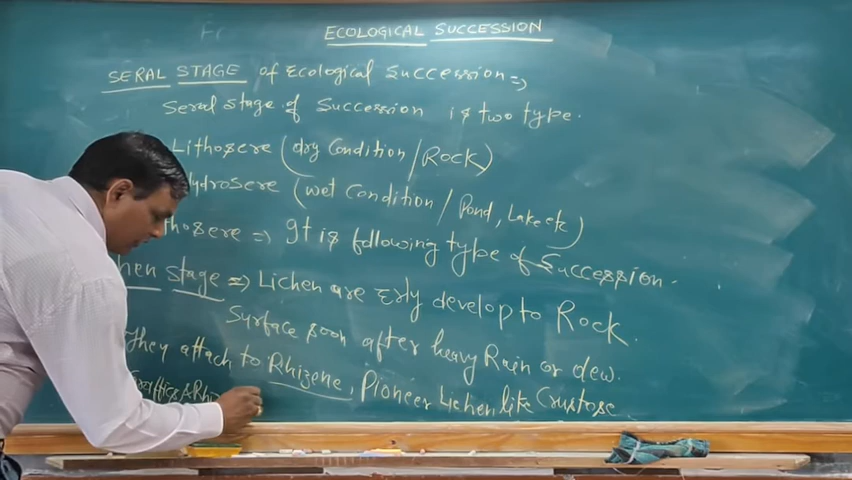 ECOLOGICAL SUCCESSION
SERAL STAGE of Ecological Succession ⇒
Seral stage of Succession is two type.
Lithosere (dry Condition / Rock)
ydrosere (wet Condition / Pond, Lake etc)
hosere ⇒ It is following type of Succession.
hen stage ⇒ Lichen are Erly develop to Rock
Surface soon after heavy Rain or dew.
They attach to Rhizene. Pioneer Lichen like Crustose